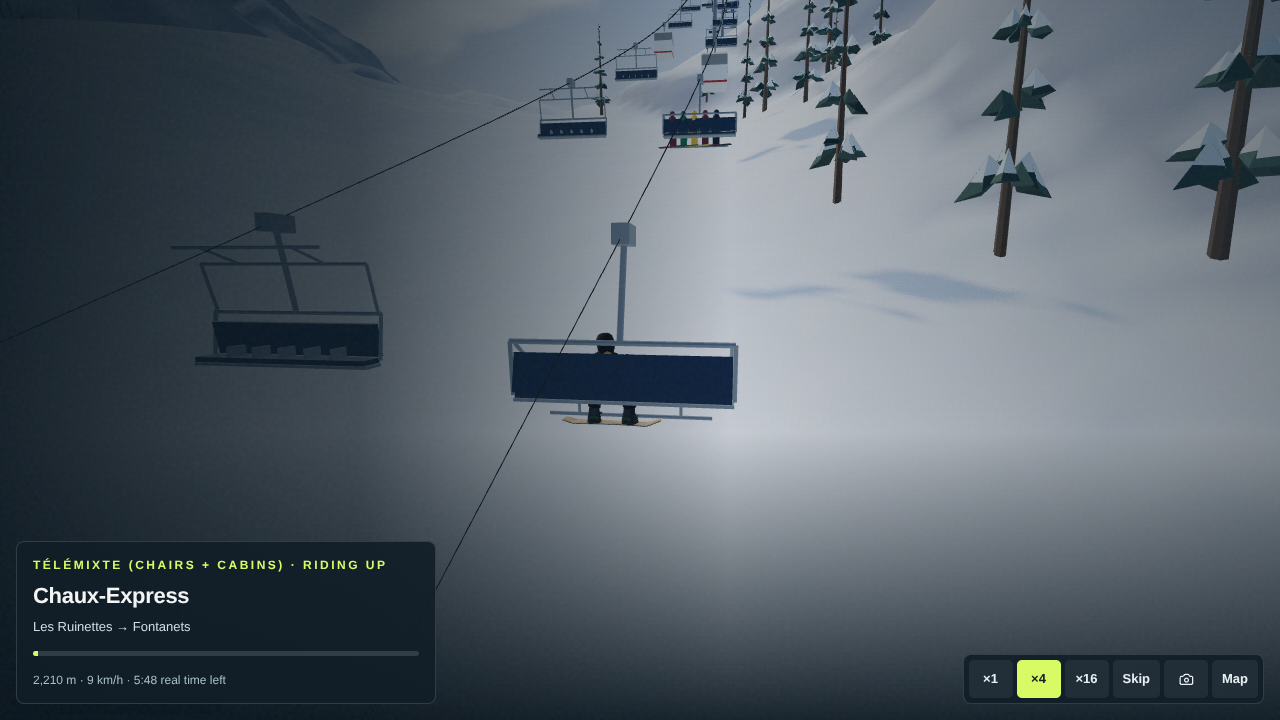 TÉLÉMIXTE (CHAIRS + CABINS) · RIDING UP
Chaux-Express
Les Ruinettes → Fontanets
2,210 m · 9 km/h · 5:48 real time left
×1 ×4 ×16 Skip Map